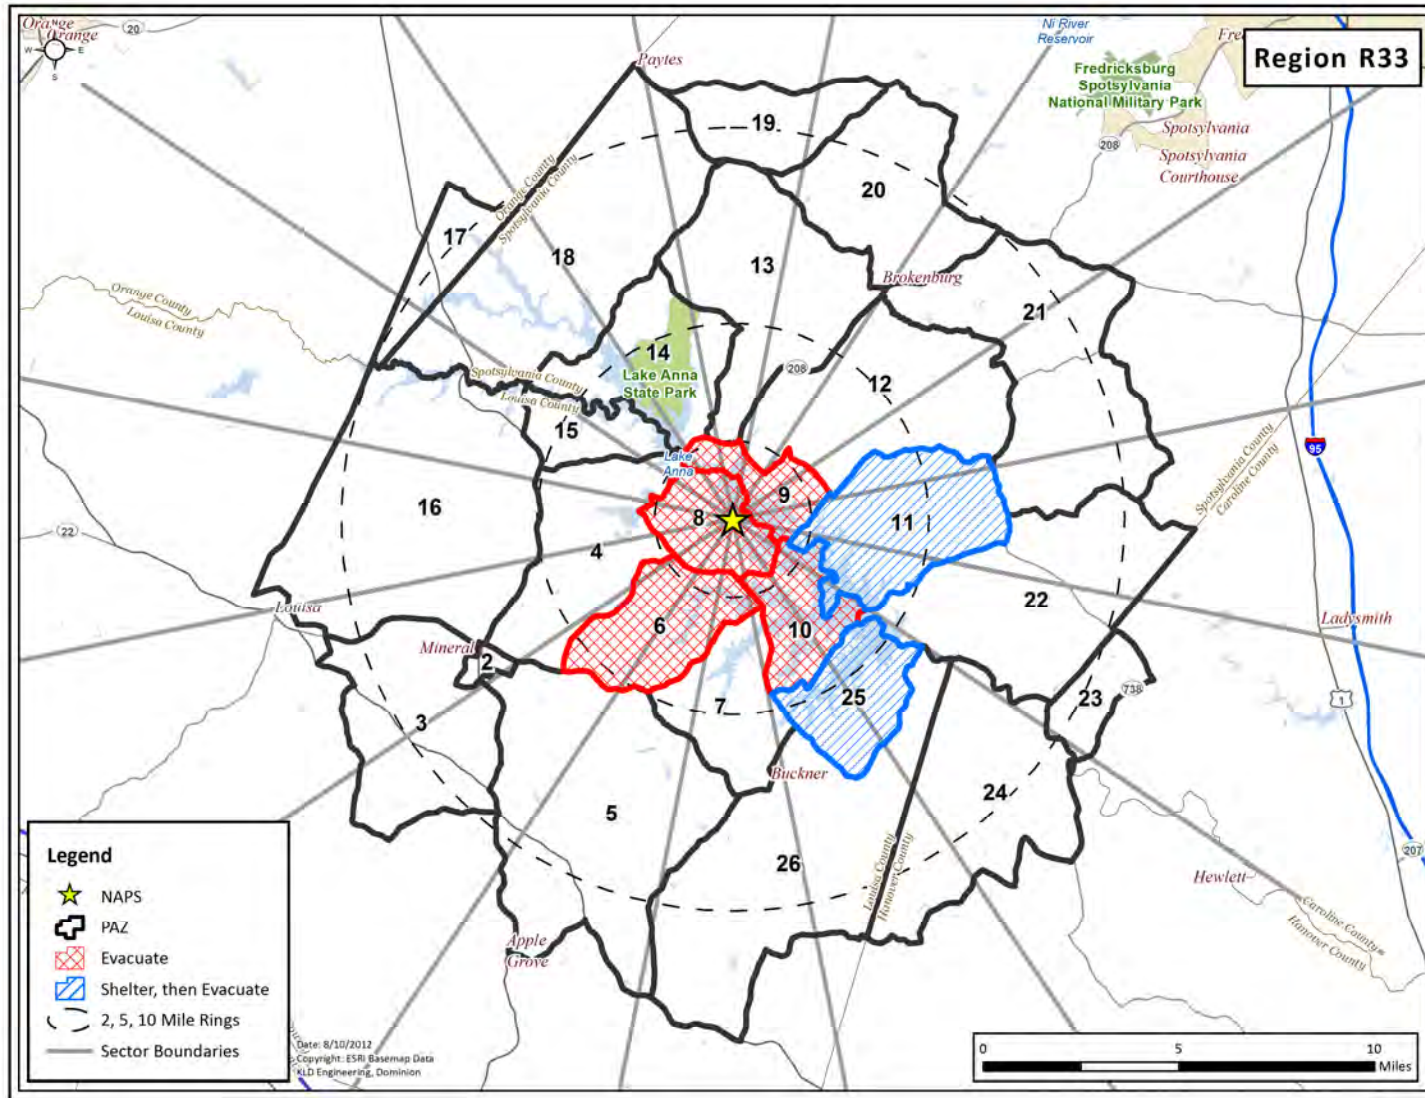 Orange
Orange
N
W
E
S
20
Paytes
Ni River
Reservoir
Fre
Region R33
Fredricksburg
Spotsylvania
National Military Park
Spotsylvania
208
Spotsylvania
Courthouse
19
20
17
Orange County
Spotsylvania County
18
13
Brokenburg
21
Orange County
Louisa County
14
Lake Anna
State Park
208
12
Spotsylvania County
Louisa County
15
Lake
Anna
95
Spotsylvania County
Caroline County
16
9
8
11
22
4
22
Louisa
6
10
Ladysmith
Mineral
2
738
23
1
25
7
3
Buckner
5
24
26
Louisa County
Hanover County
207
Hewlett
Caroline County
Hanover County
Apple
Grove
Legend
NAPS
PAZ
Evacuate
Shelter, then Evacuate
2, 5, 10 Mile Rings
Sector Boundaries
Date: 8/10/2012
Copyright: ESRI Basemap Data
KLD Engineering, Dominion
0 5 10
Miles